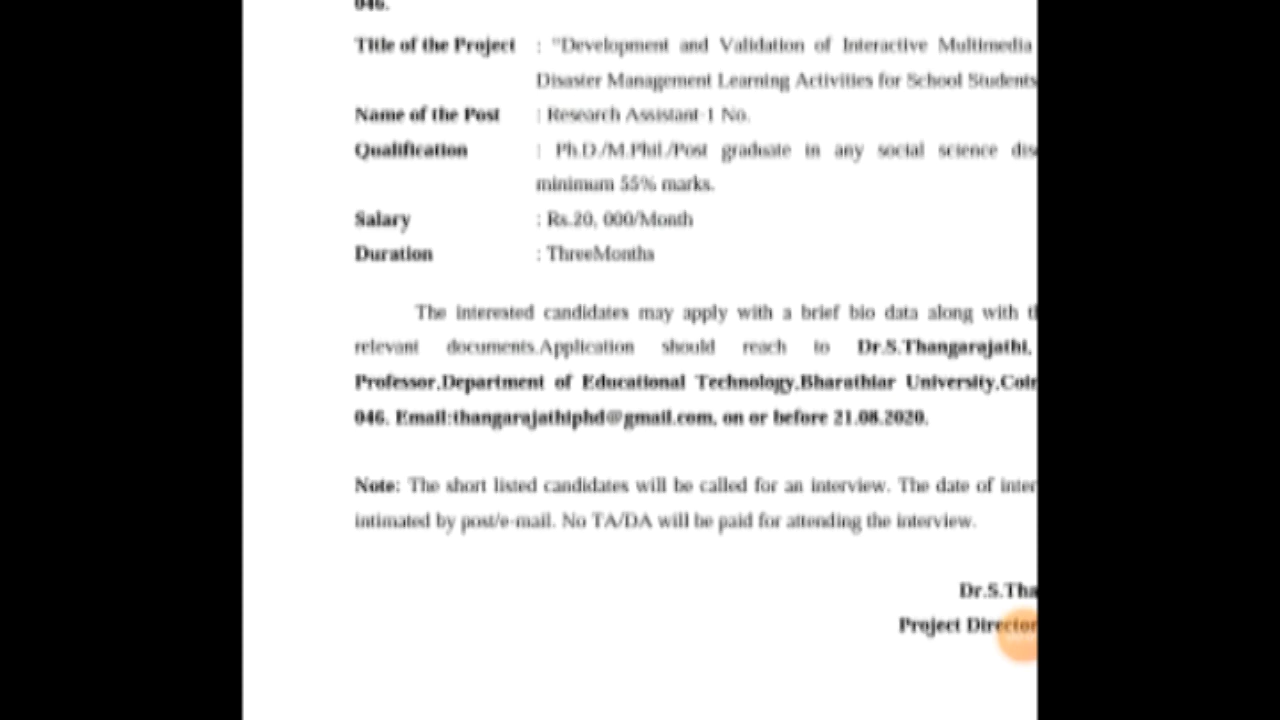 046.
Title of the Project : "Development and Validation of Interactive Multimedia
Disaster Management Learning Activities for School Students
Name of the Post : Research Assistant-1 No.
Qualification : Ph.D./M.Phil./Post graduate in any social science
minimum 55% marks.
Salary : Rs.20, 000/Month
Duration : ThreeMonths
The interested candidates may apply with a brief bio data along with
relevant documents.Application should reach to Dr.S.Thangarajathi,
Professor,Department of Educational Technology,Bharathiar University,
046. Email:thangarajathiphd@gmail.com, on or before 21.08.2020.
Note: The short listed candidates will be called for an interview. The date of
intimated by post/e-mail. No TA/DA will be paid for attending the interview.
Dr.S.Tha
Project Director